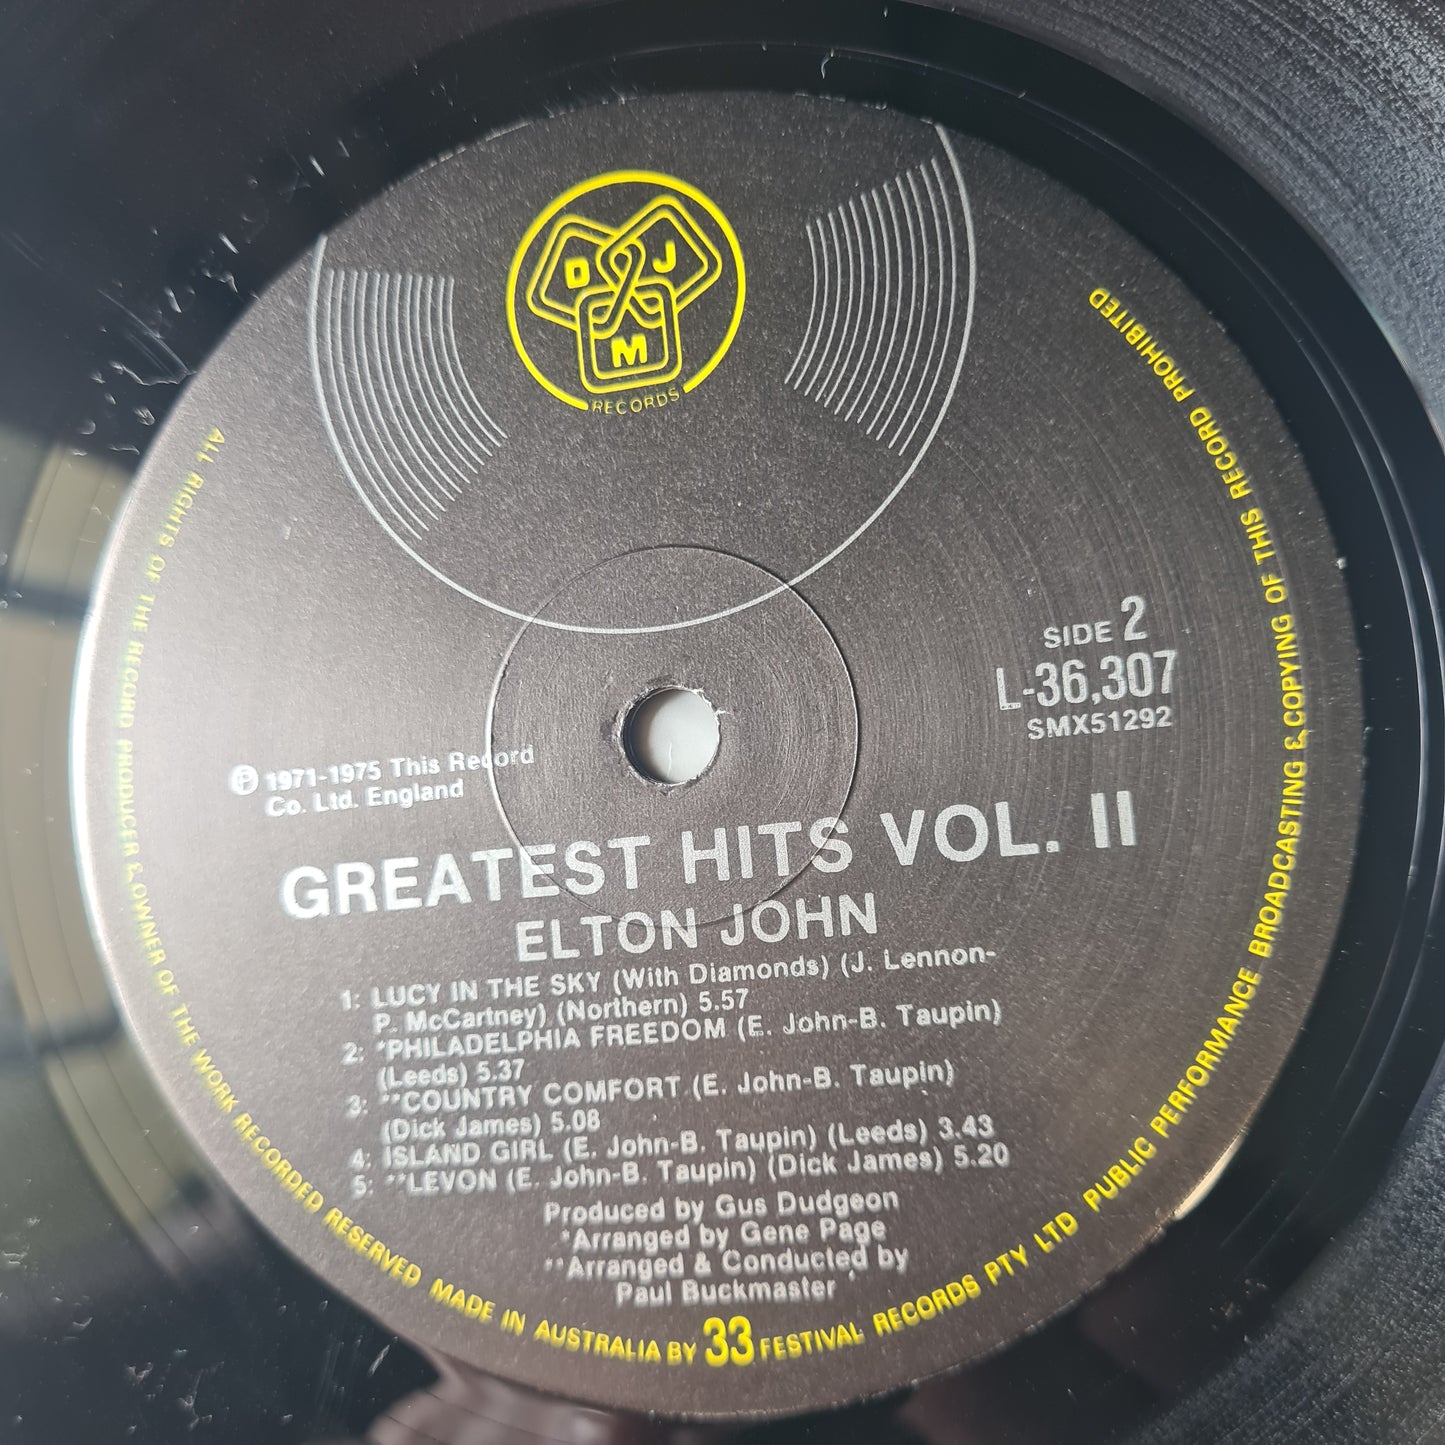 D J
M
RECORDS
SIDE 2
L-36,307
SMX51292
℗ 1971-1975 This Record
Co. Ltd. England
GREATEST HITS VOL. II
ELTON JOHN
1: LUCY IN THE SKY (With Diamonds) (J. Lennon-
P. McCartney) (Northern) 5.57
2: *PHILADELPHIA FREEDOM (E. John-B. Taupin)
(Leeds) 5.37
3: **COUNTRY COMFORT (E. John-B. Taupin)
(Dick James) 5.08
4: ISLAND GIRL (E. John-B. Taupin) (Leeds) 3.43
5: **LEVON (E. John-B. Taupin) (Dick James) 5.20
Produced by Gus Dudgeon
*Arranged by Gene Page
**Arranged & Conducted by
Paul Buckmaster
ALL RIGHTS OF THE RECORD PRODUCER & OWNER OF THE WORK RECORDED RESERVED MADE IN AUSTRALIA BY 33 FESTIVAL RECORDS PTY LTD PUBLIC PERFORMANCE BROADCASTING & COPYING OF THIS RECORD PROHIBITED